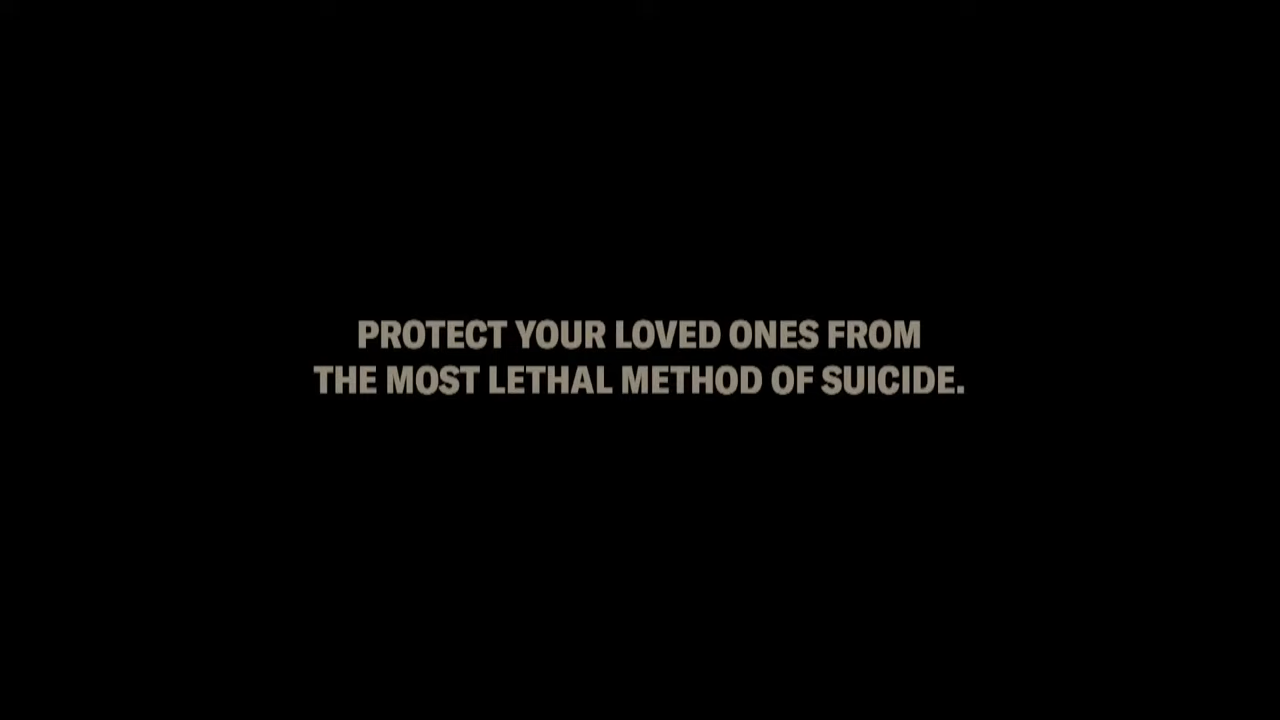 PROTECT YOUR LOVED ONES FROM
THE MOST LETHAL METHOD OF SUICIDE.